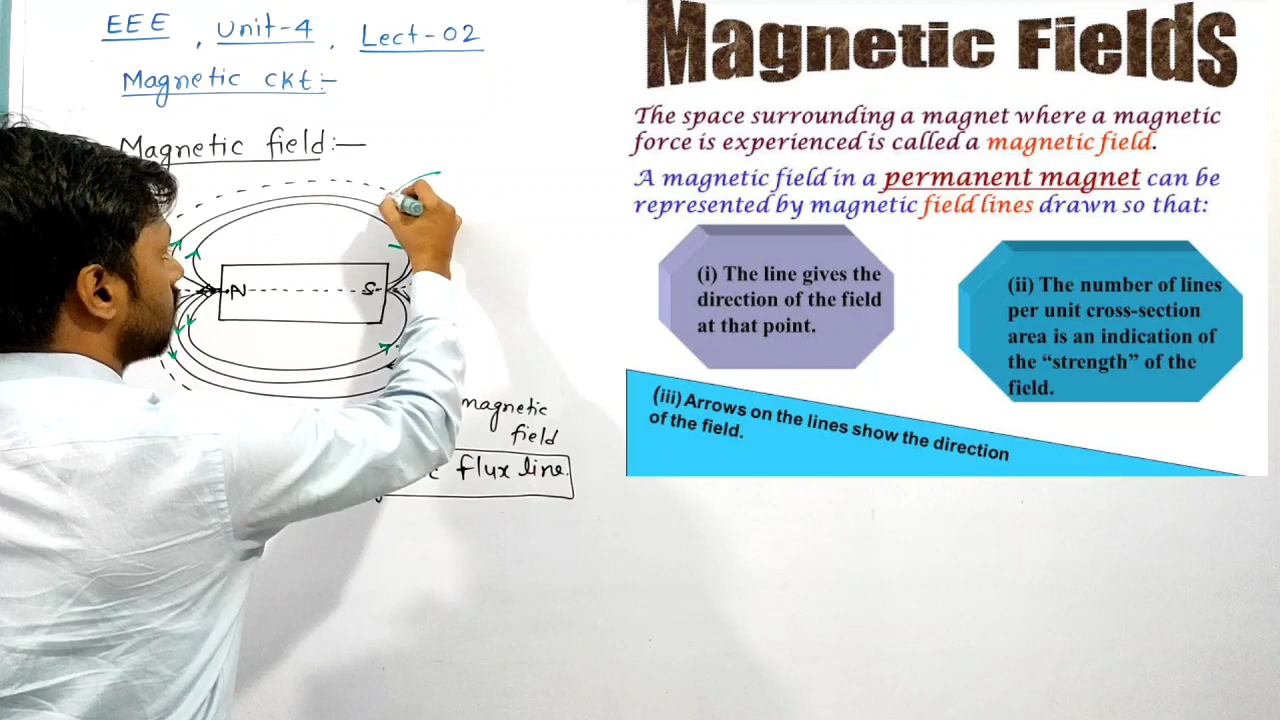 EEE , Unit-4 , Lect-02
Magnetic ckt:-
Magnetic field:-
N S
magnetic
field
flux line.
Magnetic Fields
The space surrounding a magnet where a magnetic
force is experienced is called a magnetic field.
A magnetic field in a permanent magnet can be
represented by magnetic field lines drawn so that:
(i) The line gives the
direction of the field
at that point.
(ii) The number of lines
per unit cross-section
area is an indication of
the “strength” of the
field.
(iii) Arrows on the lines show the direction
of the field.